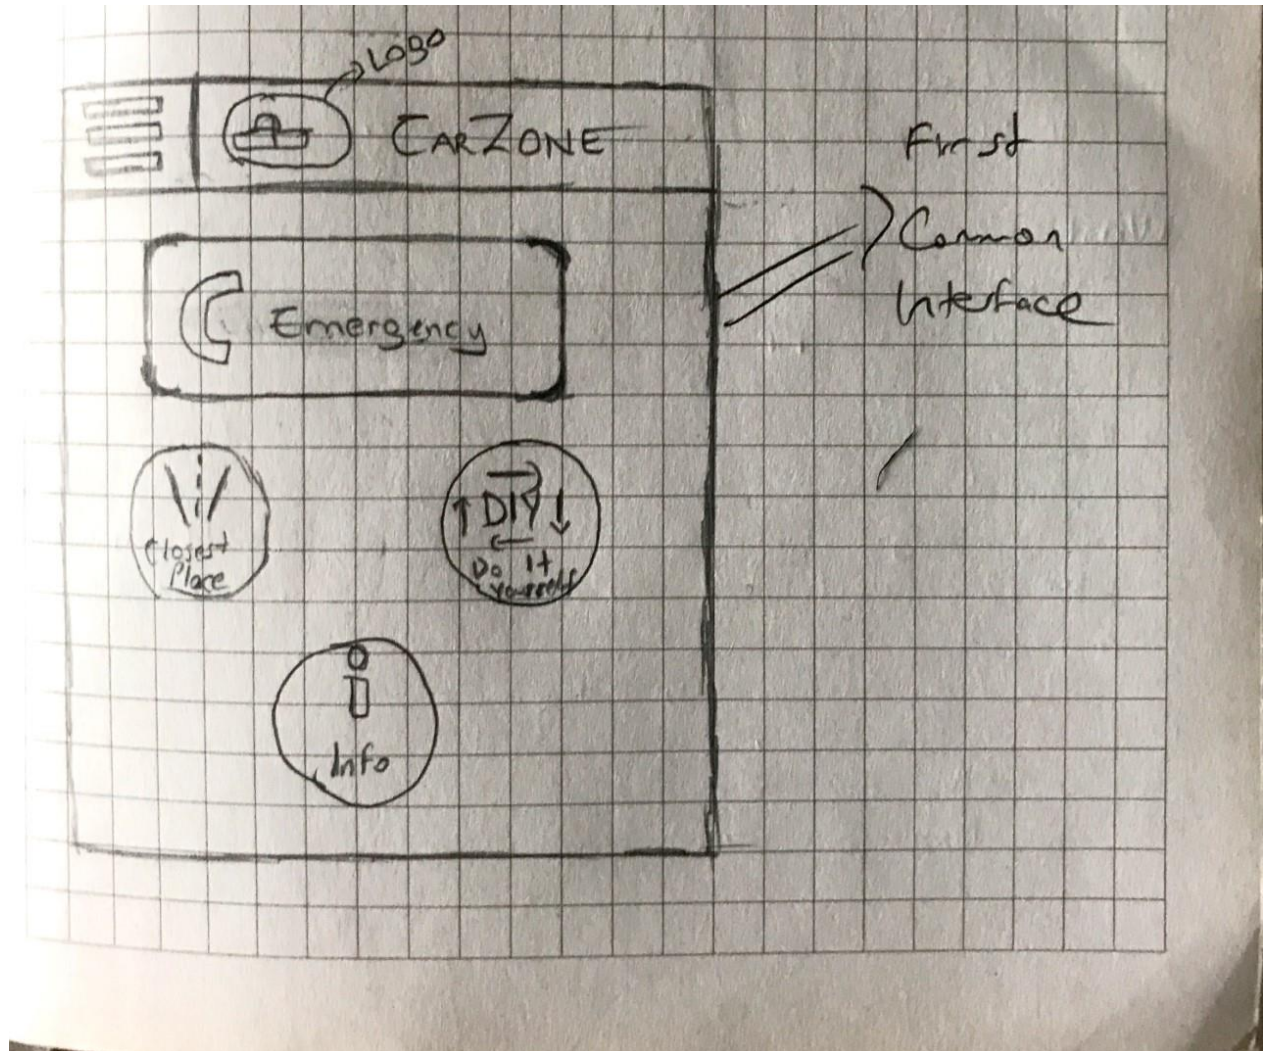 Logo
CARZONE
First
Common
Interface
Emergency
Closest
Place
DIY
Do It
Yourself
Info